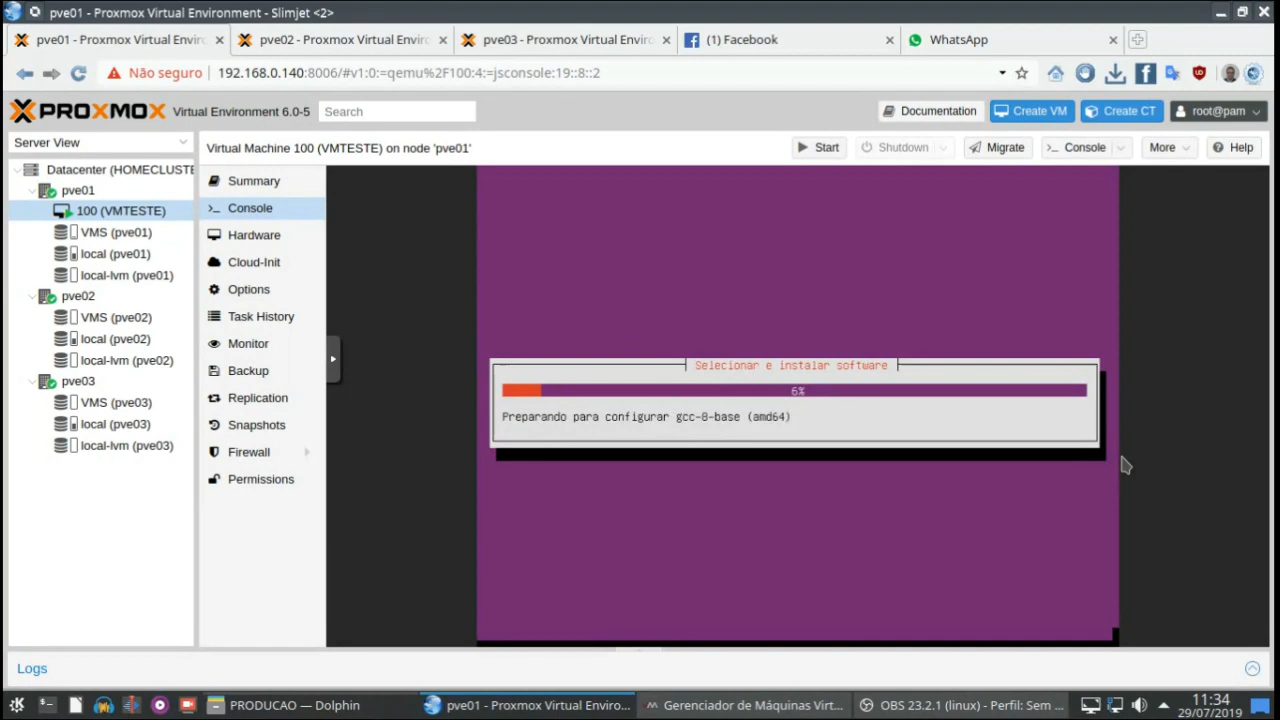 pve01 - Proxmox Virtual Environment - Slimjet <2>
pve01 - Proxmox Virtual Enviro
pve02 - Proxmox Virtual Enviro
pve03 - Proxmox Virtual Enviro
(1) Facebook
WhatsApp
Não seguro
192.168.0.140:8006/#v1:0:=qemu%2F100:4:=jsconsole:19::8::2
PROXMOX
Virtual Environment 6.0-5
Search
Documentation
Create VM
Create CT
root@pam
Server View
Virtual Machine 100 (VMTESTE) on node 'pve01'
Start
Shutdown
Migrate
Console
More
Help
Datacenter (HOMECLUSTE
pve01
100 (VMTESTE)
VMS (pve01)
local (pve01)
local-lvm (pve01)
pve02
VMS (pve02)
local (pve02)
local-lvm (pve02)
pve03
VMS (pve03)
local (pve03)
local-lvm (pve03)
Summary
Console
Hardware
Cloud-Init
Options
Task History
Monitor
Backup
Replication
Snapshots
Firewall
Permissions
Selecionar e instalar software
6%
Preparando para configurar gcc-8-base (amd64)
Logs
PRODUCAO — Dolphin
pve01 - Proxmox Virtual Enviro...
Gerenciador de Máquinas Virt...
OBS 23.2.1 (linux) - Perfil: Sem ...
11:34
29/07/2019